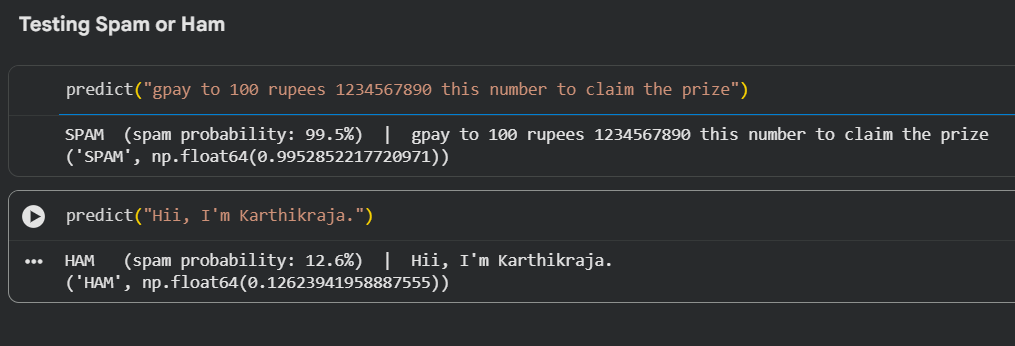 Testing Spam or Ham
predict("gpay to 100 rupees 1234567890 this number to claim the prize")
SPAM  (spam probability: 99.5%)  |  gpay to 100 rupees 1234567890 this number to claim the prize
('SPAM', np.float64(0.9952852217720971))
predict("Hii, I'm Karthikraja.")
HAM   (spam probability: 12.6%)  |  Hii, I'm Karthikraja.
('HAM', np.float64(0.12623941958887555))